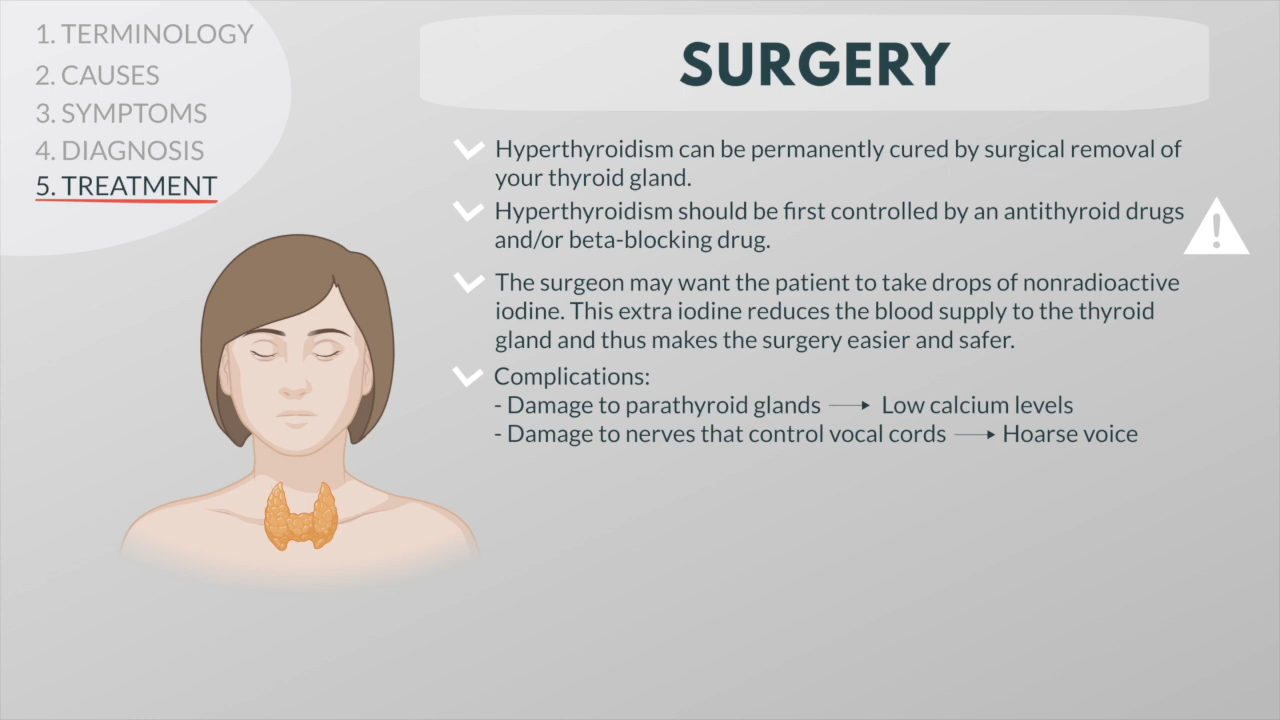 1. TERMINOLOGY
2. CAUSES
3. SYMPTOMS
4. DIAGNOSIS
5. TREATMENT
SURGERY
Hyperthyroidism can be permanently cured by surgical removal of
your thyroid gland.
Hyperthyroidism should be first controlled by an antithyroid drugs
and/or beta-blocking drug.
The surgeon may want the patient to take drops of nonradioactive
iodine. This extra iodine reduces the blood supply to the thyroid
gland and thus makes the surgery easier and safer.
Complications:
- Damage to parathyroid glands → Low calcium levels
- Damage to nerves that control vocal cords → Hoarse voice